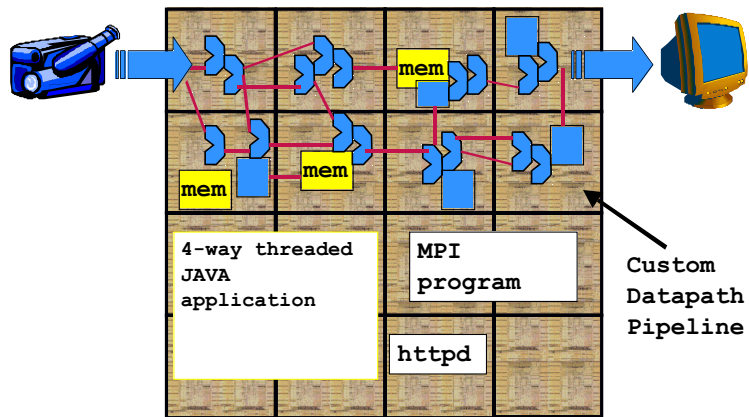 mem
mem
mem
4-way threaded
JAVA
application
MPI
program
httpd
Custom
Datapath
Pipeline